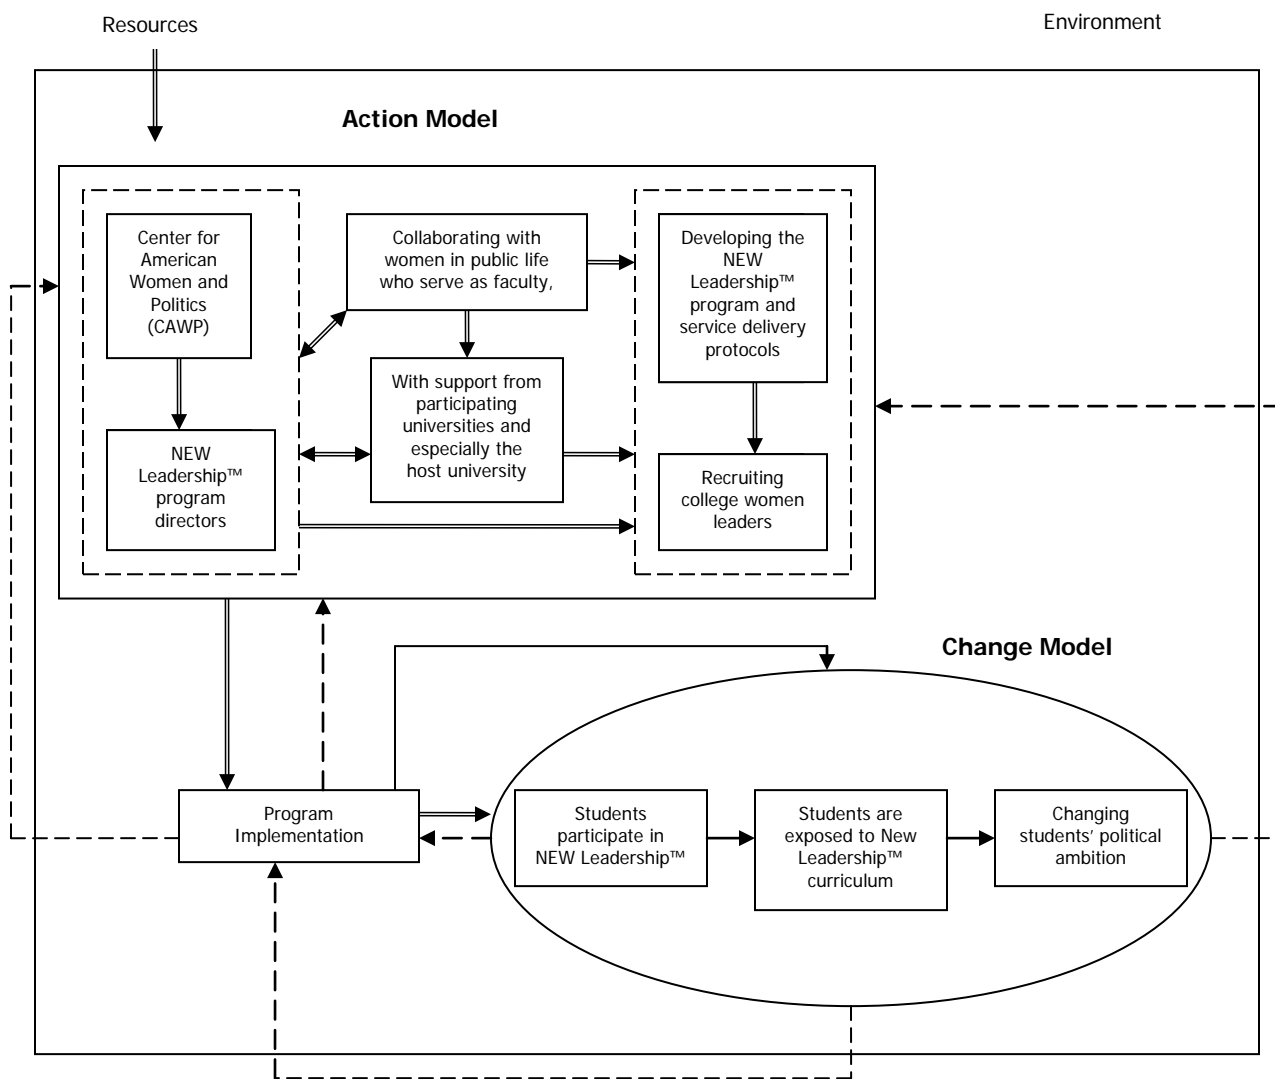 Resources
Environment
Action Model
Center for
American
Women and
Politics
(CAWP)
Collaborating with
women in public life
who serve as faculty,
Developing the
NEW
Leadership™
program and
service delivery
protocols
With support from
participating
universities and
especially the
host university
NEW
Leadership™
program
directors
Recruiting
college women
leaders
Change Model
Program
Implementation
Students
participate in
NEW Leadership™
Students are
exposed to New
Leadership™
curriculum
Changing
students’ political
ambition